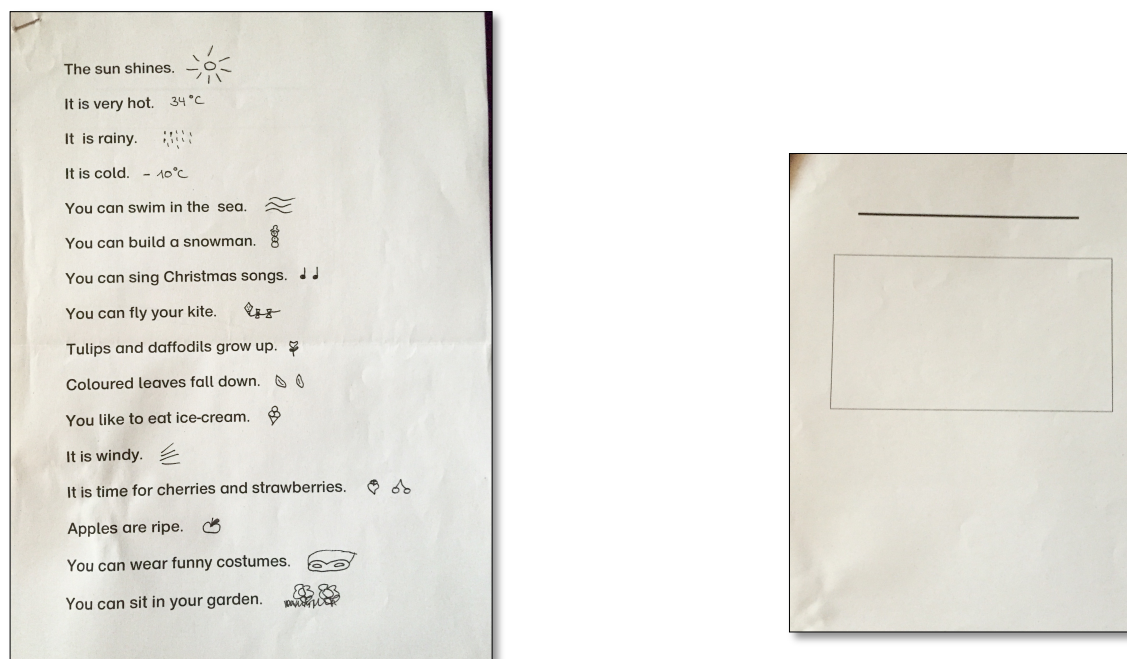 The sun shines.
It is very hot. 34°C
It is rainy.
It is cold. - 10°C
You can swim in the sea.
You can build a snowman.
You can sing Christmas songs.
You can fly your kite.
Tulips and daffodils grow up.
Coloured leaves fall down.
You like to eat ice-cream.
It is windy.
It is time for cherries and strawberries.
Apples are ripe.
You can wear funny costumes.
You can sit in your garden.